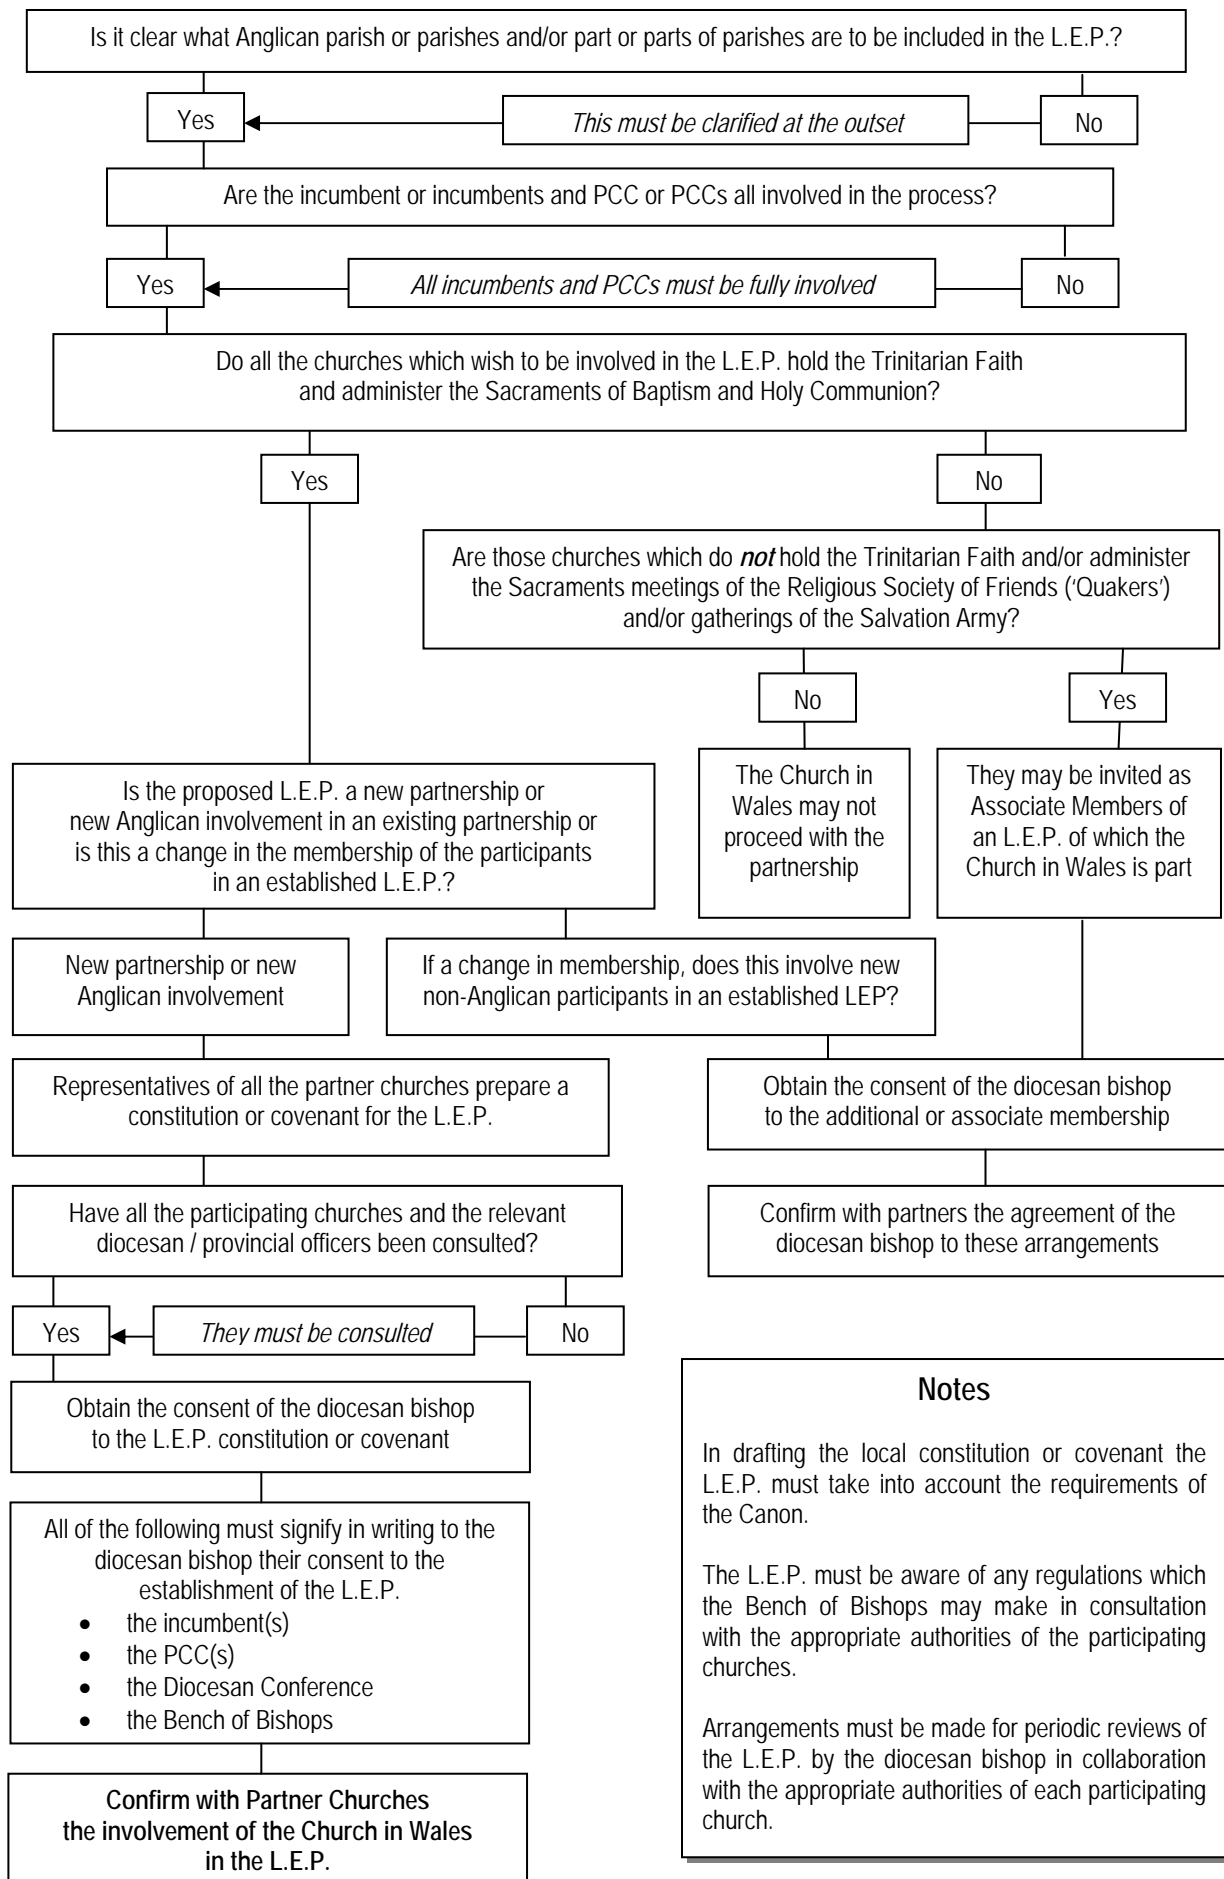 Is it clear what Anglican parish or parishes and/or part or parts of parishes are to be included in the L.E.P.?
Yes
This must be clarified at the outset
No
Are the incumbent or incumbents and PCC or PCCs all involved in the process?
Yes
All incumbents and PCCs must be fully involved
No
Do all the churches which wish to be involved in the L.E.P. hold the Trinitarian Faith
and administer the Sacraments of Baptism and Holy Communion?
Yes
No
Are those churches which do not hold the Trinitarian Faith and/or administer
the Sacraments meetings of the Religious Society of Friends ('Quakers')
and/or gatherings of the Salvation Army?
No
Yes
Is the proposed L.E.P. a new partnership or
new Anglican involvement in an existing partnership or
is this a change in the membership of the participants
in an established L.E.P.?
The Church in
Wales may not
proceed with the
partnership
They may be invited as
Associate Members of
an L.E.P. of which the
Church in Wales is part
New partnership or new
Anglican involvement
If a change in membership, does this involve new
non-Anglican participants in an established LEP?
Representatives of all the partner churches prepare a
constitution or covenant for the L.E.P.
Obtain the consent of the diocesan bishop
to the additional or associate membership
Have all the participating churches and the relevant
diocesan / provincial officers been consulted?
Confirm with partners the agreement of the
diocesan bishop to these arrangements
Yes
They must be consulted
No
Obtain the consent of the diocesan bishop
to the L.E.P. constitution or covenant
All of the following must signify in writing to the
diocesan bishop their consent to the
establishment of the L.E.P.
• the incumbent(s)
• the PCC(s)
• the Diocesan Conference
• the Bench of Bishops
Confirm with Partner Churches
the involvement of the Church in Wales
in the L.E.P.
Notes
In drafting the local constitution or covenant the
L.E.P. must take into account the requirements of
the Canon.
The L.E.P. must be aware of any regulations which
the Bench of Bishops may make in consultation
with the appropriate authorities of the participating
churches.
Arrangements must be made for periodic reviews of
the L.E.P. by the diocesan bishop in collaboration
with the appropriate authorities of each participating
church.